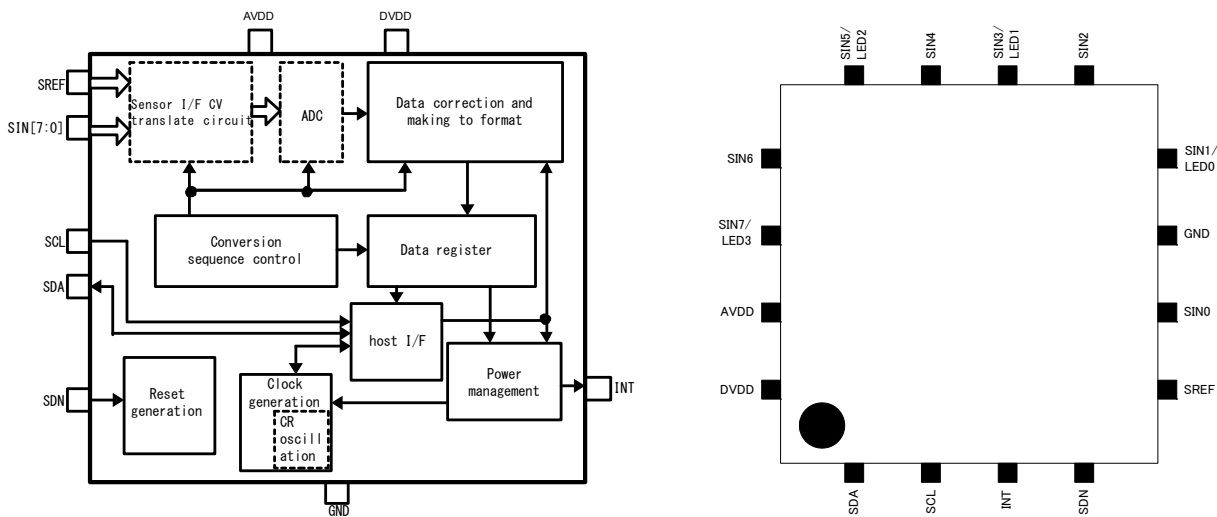 AVDD
DVDD
SREF
SIN[7:0]
Sensor I/F CV
translate circuit
ADC
Data correction and
making to format
SCL
SDA
Conversion
sequence control
Data register
host I/F
SDN
Reset
generation
Clock
generation
CR
oscill
ation
Power
management
INT
GND
SIN5/
LED2
SIN4
SIN3/
LED1
SIN2
SIN6
SIN7/
LED3
AVDD
DVDD
SIN1/
LED0
GND
SIN0
SREF
SDA
SCL
INT
SDN